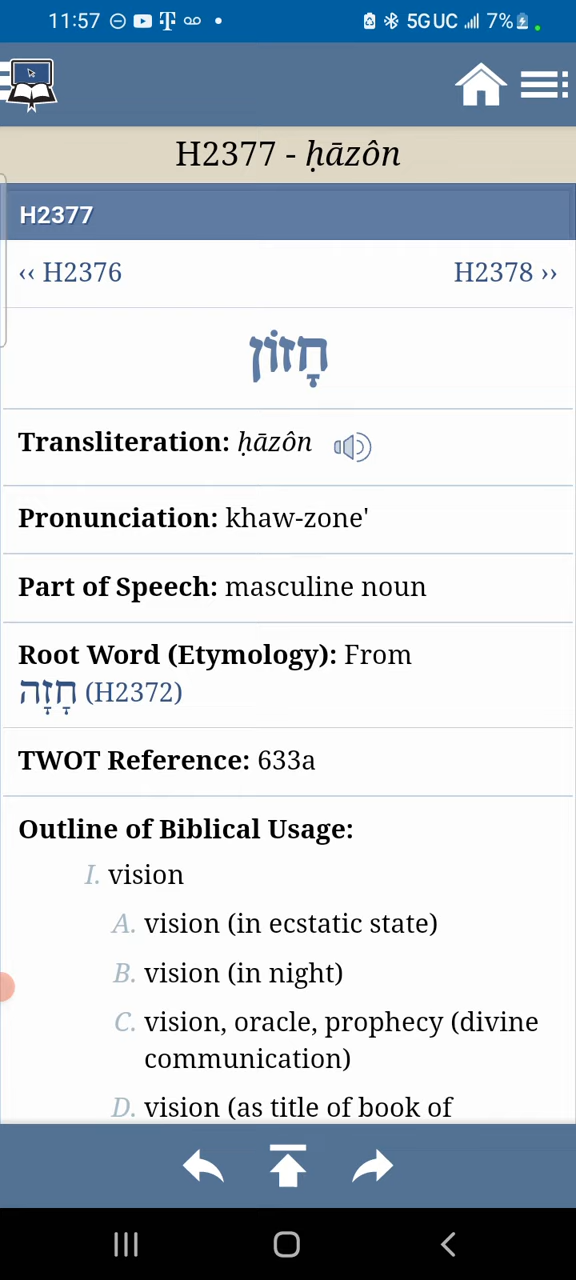 11:57 5G UC 7%
H2377 - ḥāzôn
H2377
‹‹ H2376 H2378 ››
חָזוֹן
Transliteration: ḥāzôn
Pronunciation: khaw-zone'
Part of Speech: masculine noun
Root Word (Etymology): From
חָזָה (H2372)
TWOT Reference: 633a
Outline of Biblical Usage:
I. vision
A. vision (in ecstatic state)
B. vision (in night)
C. vision, oracle, prophecy (divine
communication)
D. vision (as title of book of